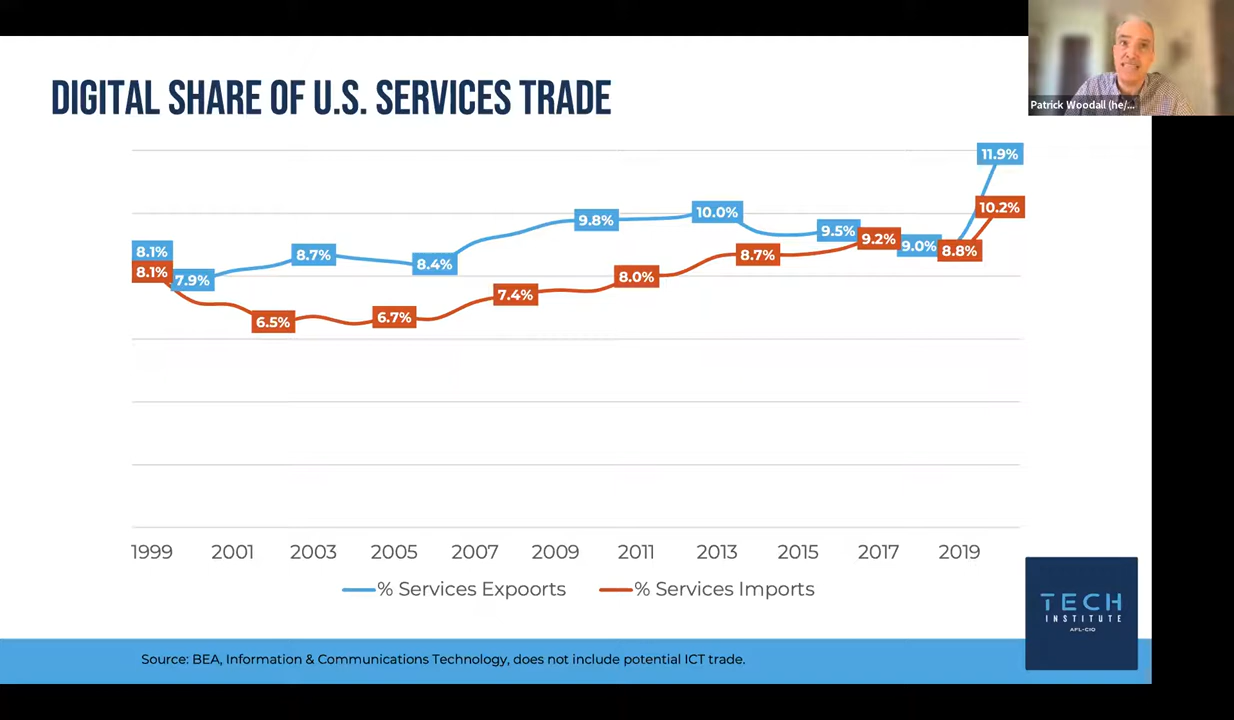 DIGITAL SHARE OF U.S. SERVICES TRADE
Patrick Woodall (he/...
11.9%
10.2%
10.0%
9.8%
9.5%
9.2%
9.0%
8.8%
8.1%
8.7%
8.4%
8.7%
8.1%
7.9%
8.0%
7.4%
6.5%
6.7%
1999 2001 2003 2005 2007 2009 2011 2013 2015 2017 2019
% Services Expoorts % Services Imports
TECH
INSTITUTE
AFL-CIO
Source: BEA, Information & Communications Technology, does not include potential ICT trade.